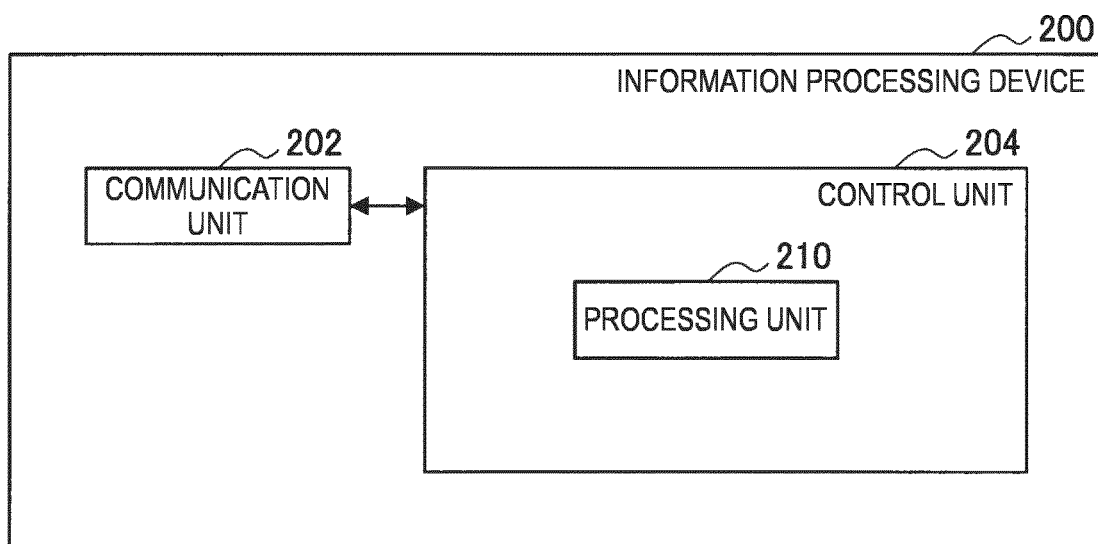 200
INFORMATION PROCESSING DEVICE
202
COMMUNICATION
UNIT
204
CONTROL UNIT
210
PROCESSING UNIT